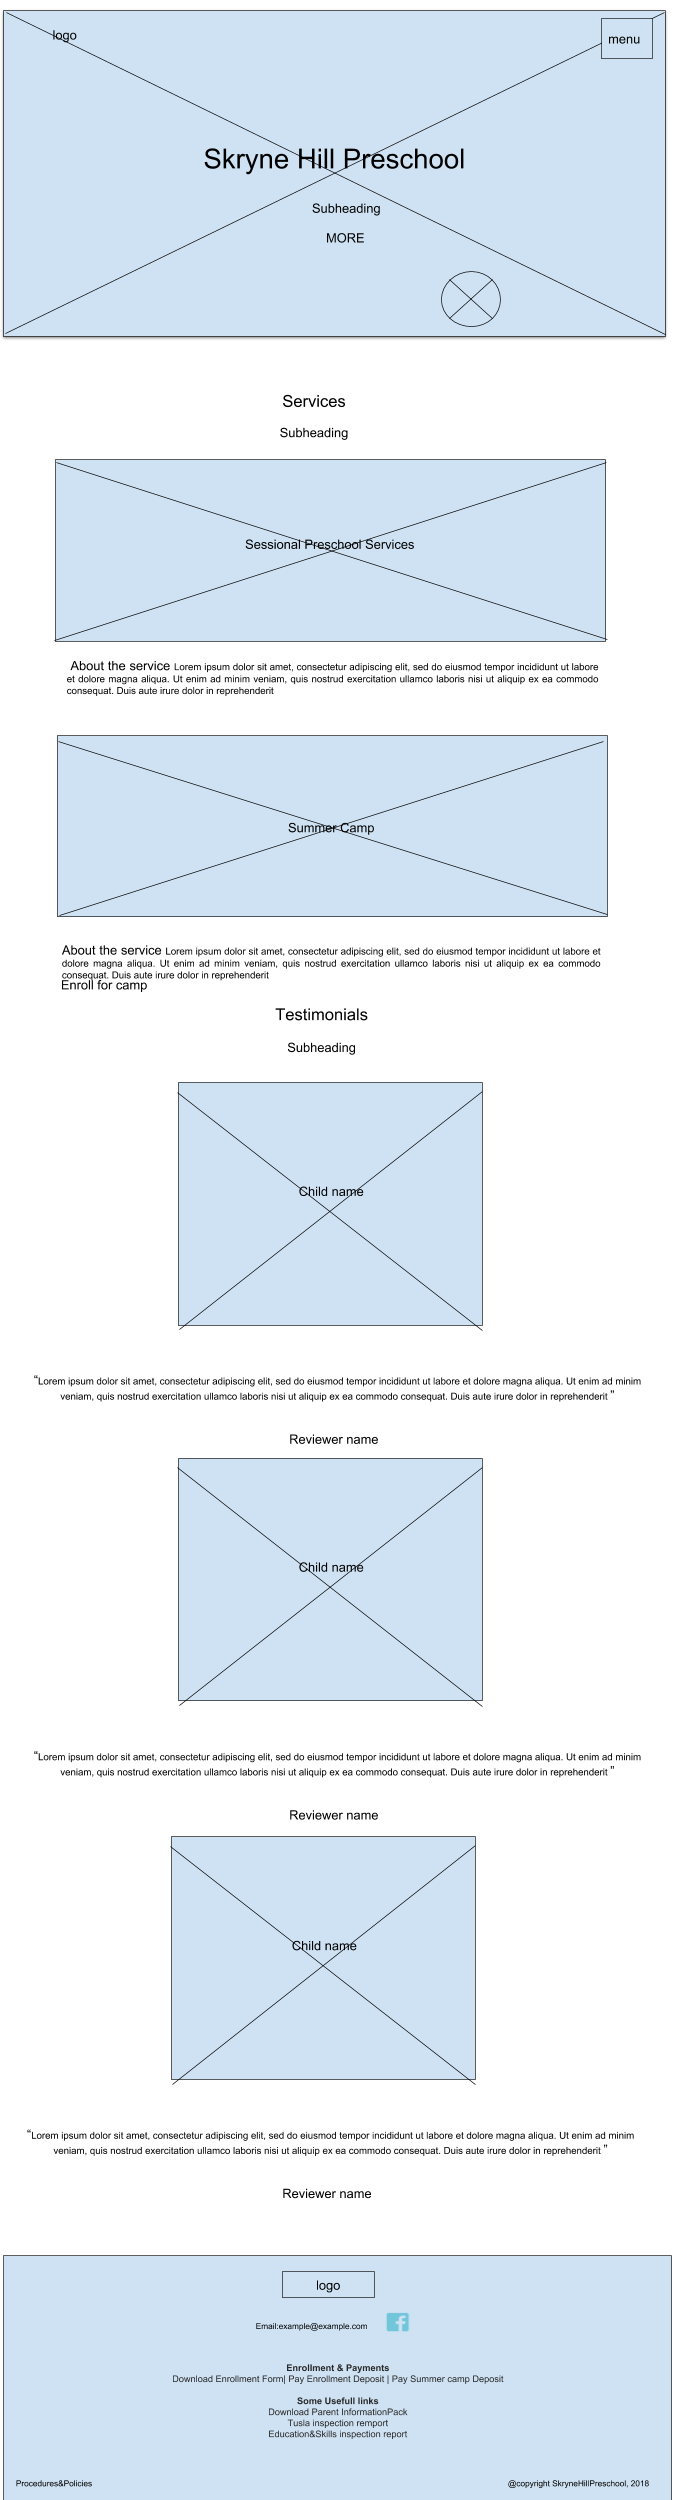 logo
menu
Skryne Hill Preschool
Subheading
MORE
Services
Subheading
Sessional Preschool Services
About the service Lorem ipsum dolor sit amet, consectetur adipiscing elit, sed do eiusmod tempor incididunt ut labore
et dolore magna aliqua. Ut enim ad minim veniam, quis nostrud exercitation ullamco laboris nisi ut aliquip ex ea commodo
consequat. Duis aute irure dolor in reprehenderit
Summer Camp
About the service Lorem ipsum dolor sit amet, consectetur adipiscing elit, sed do eiusmod tempor incididunt ut labore et
dolore magna aliqua. Ut enim ad minim veniam, quis nostrud exercitation ullamco laboris nisi ut aliquip ex ea commodo
consequat. Duis aute irure dolor in reprehenderit
Enroll for camp
Testimonials
Subheading
Child name
“Lorem ipsum dolor sit amet, consectetur adipiscing elit, sed do eiusmod tempor incididunt ut labore et dolore magna aliqua. Ut enim ad minim
veniam, quis nostrud exercitation ullamco laboris nisi ut aliquip ex ea commodo consequat. Duis aute irure dolor in reprehenderit ”
Reviewer name
Child name
“Lorem ipsum dolor sit amet, consectetur adipiscing elit, sed do eiusmod tempor incididunt ut labore et dolore magna aliqua. Ut enim ad minim
veniam, quis nostrud exercitation ullamco laboris nisi ut aliquip ex ea commodo consequat. Duis aute irure dolor in reprehenderit ”
Reviewer name
Child name
“Lorem ipsum dolor sit amet, consectetur adipiscing elit, sed do eiusmod tempor incididunt ut labore et dolore magna aliqua. Ut enim ad minim
veniam, quis nostrud exercitation ullamco laboris nisi ut aliquip ex ea commodo consequat. Duis aute irure dolor in reprehenderit ”
Reviewer name
logo
Email:example@example.com
Enrollment & Payments
Download Enrollment Form| Pay Enrollment Deposit | Pay Summer camp Deposit
Some Usefull links
Download Parent InformationPack
Tusla inspection remport
Education&Skills inspection report
Procedures&Policies
@copyright SkryneHillPreschool, 2018